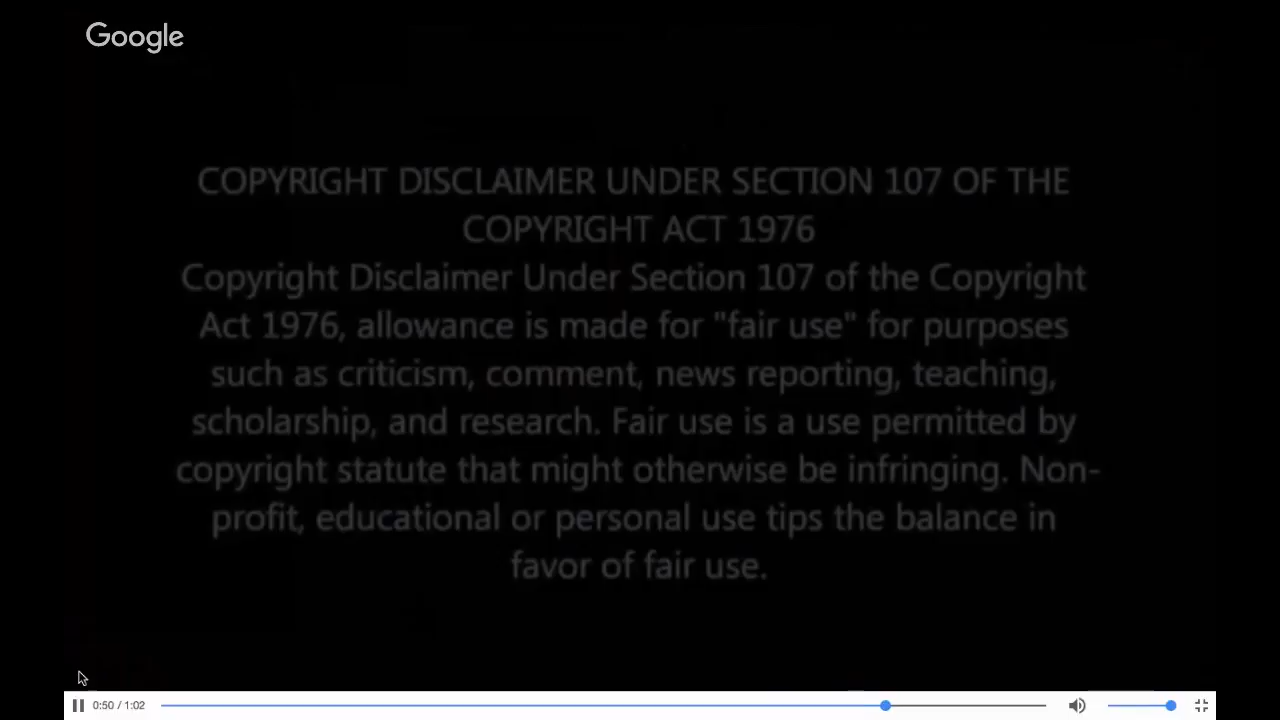 Google
COPYRIGHT DISCLAIMER UNDER SECTION 107 OF THE
COPYRIGHT ACT 1976
Copyright Disclaimer Under Section 107 of the Copyright
Act 1976, allowance is made for "fair use" for purposes
such as criticism, comment, news reporting, teaching,
scholarship, and research. Fair use is a use permitted by
copyright statute that might otherwise be infringing. Non-
profit, educational or personal use tips the balance in
favor of fair use.
0:50 / 1:02